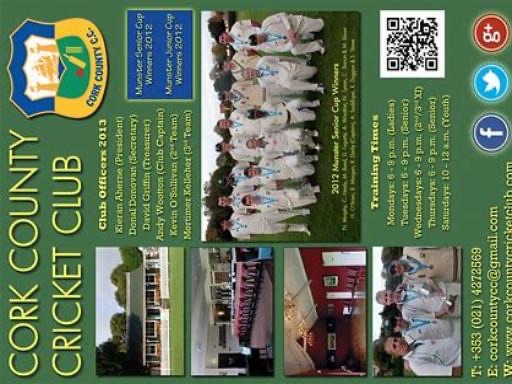 CORK COUNTY
CRICKET CLUB
CORK COUNTY C.C.
Club Officers 2013
Kieran Aherne (President)
Donal Donovan (Secretary)
David Griffin (Treasurer)
Andy Wootton (Club Captain)
Kevin O'Sullivan (2nd Team)
Mortimer Kelleher (3rd Team)
Munster Senior Cup
Winners 2012
Munster Junior Cup
Winners 2012
2012 Munster Senior Cup Winners
Training Times
Mondays: 6 - 9 p.m. (Ladies)
Tuesdays: 6 - 9 p.m. (Senior)
Wednesdays: 6 - 9 p.m. (2nd/3rd XI)
Thursdays: 6 - 9 p.m. (Senior)
Saturdays: 10 - 12 a.m. (Youth)
T: +353 (021) 4272869
E: corkcountycc@gmail.com
W: www.corkcountycricketclub.com
f
g+